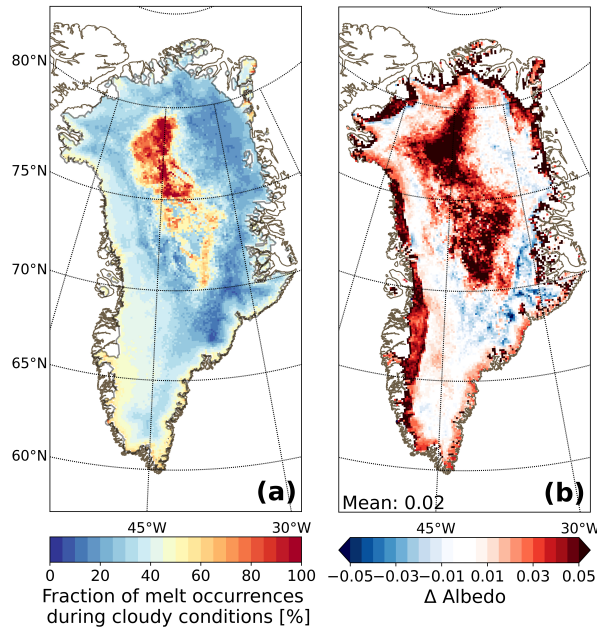 80°N
75°N
70°N
65°N
60°N
(a)
(b)
Mean: 0.02
45°W
30°W
45°W
30°W
0 20 40 60 80 100
−0.05 −0.03 −0.01 0.01 0.03 0.05
Fraction of melt occurrences
during cloudy conditions [%]
Δ Albedo